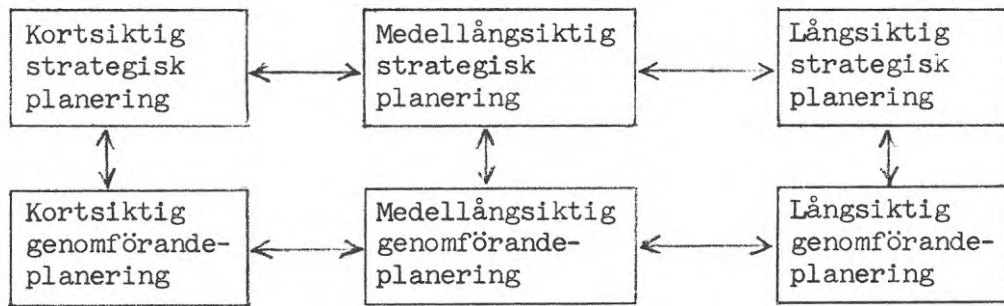 Kortsiktig
strategisk
planering
Medellångsiktig
strategisk
planering
Långsiktig
strategisk
planering
Kortsiktig
genomförande-
planering
Medellångsiktig
genomförande-
planering
Långsiktig
genomförande-
planering